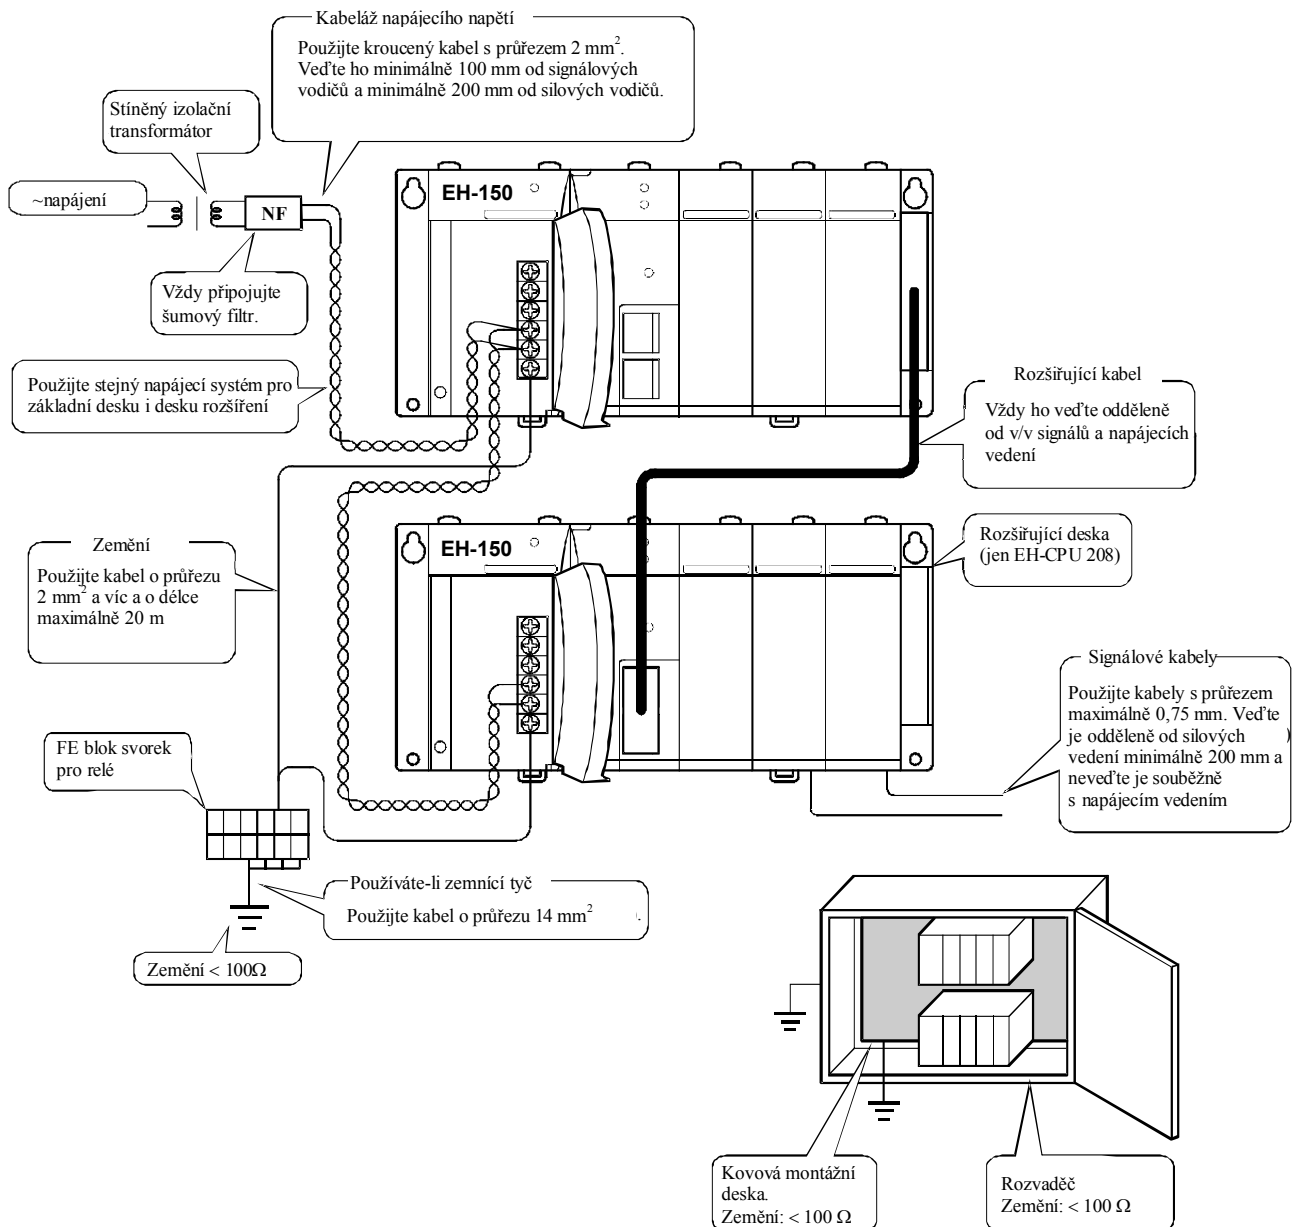 Kabeláž napájecího napětí
Použijte kroucený kabel s průřezem 2 mm².
Veďte ho minimálně 100 mm od signálových
vodičů a minimálně 200 mm od silových vodičů.
Stíněný izolační
transformátor
~napájení
NF
EH-150
Vždy připojujte
šumový filtr.
Použijte stejný napájecí systém pro
základní desku i desku rozšíření
Rozšiřující kabel
Vždy ho veďte odděleně
od v/v signálů a napájecích
vedení
Zemění
Použijte kabel o průřezu
2 mm² a víc a o délce
maximálně 20 m
EH-150
Rozšiřující deska
(jen EH-CPU 208)
Signálové kabely
Použijte kabely s průřezem
maximálně 0,75 mm. Veďte
je odděleně od silových )
vedení minimálně 200 mm a
neveďte je souběžně
s napájecím vedením
FE blok svorek
pro relé
Používáte-li zemnící tyč
Použijte kabel o průřezu 14 mm² .
Zemění < 100Ω
Kovová montážní
deska.
Zemění: < 100 Ω
Rozvaděč
Zemění: < 100 Ω